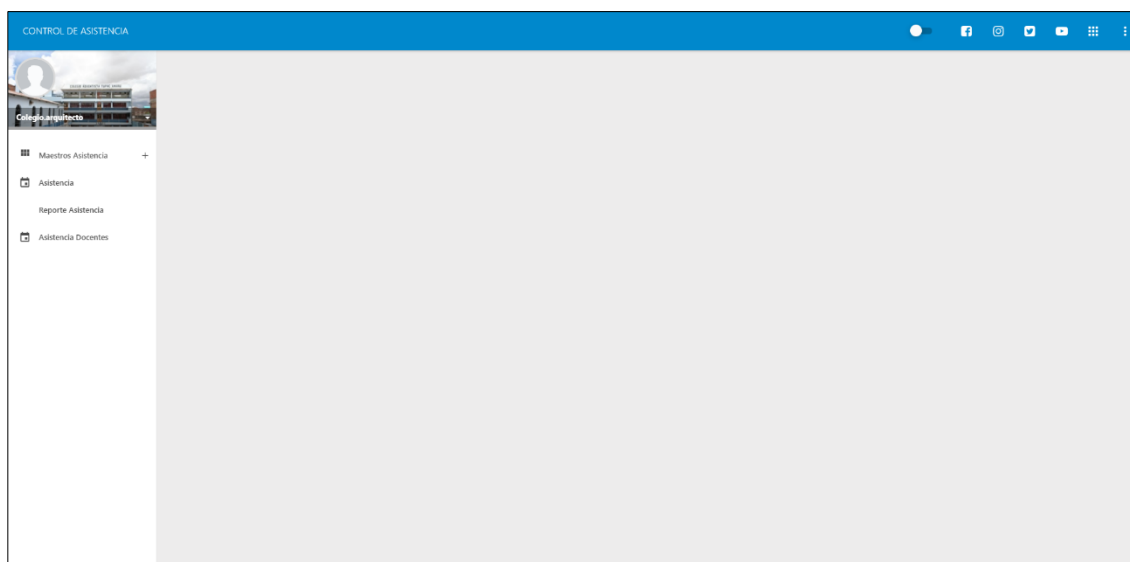 CONTROL DE ASISTENCIA
Colegio.arquitecto
Maestros Asistencia
Asistencia
Reporte Asistencia
Asistencia Docentes